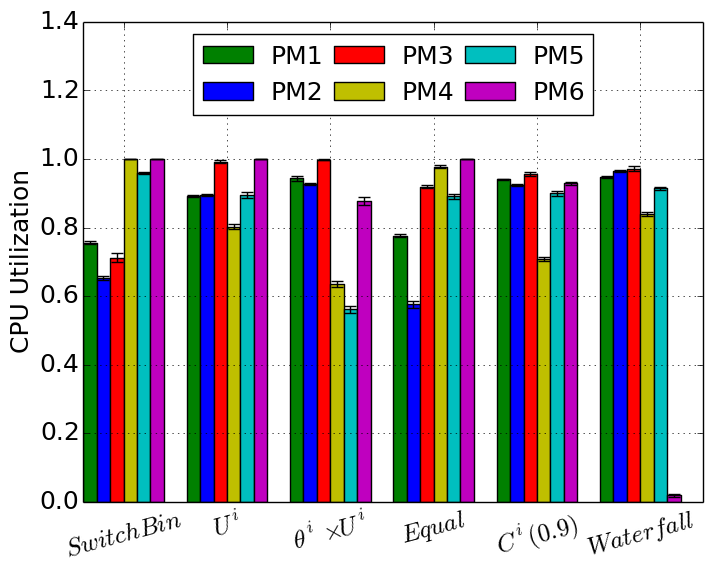 1.4
PM1 PM3 PM5
PM2 PM4 PM6
1.2
1.0
0.8
0.6
0.4
0.2
0.0
CPU Utilization
SwitchBin U^i θ^i ×U^i Equal C^i (0.9) Waterfall